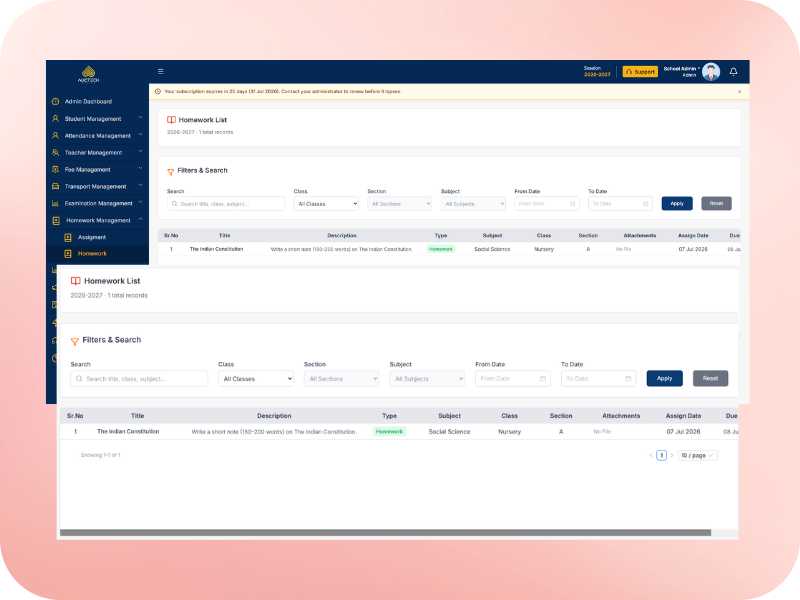 AUCTECH
Session
2026-2027
Support
School Admin
Admin
Your subscription expires in 25 days (31 Jul 2026). Contact your administrator to renew before it lapses.
×
Admin Dashboard
Student Management
Attendance Management
Teacher Management
Fee Management
Transport Management
Examination Management
Homework Management
Assigment
Homework
Homework List
2026-2027 · 1 total records
Filters & Search
Search Class Section Subject From Date To Date
Search title, class, subject... All Classes All Sections All Subjects From Date To Date Apply Reset
Sr.No Title Description Type Subject Class Section Attachments Assign Date Due
1 The Indian Constitution Write a short note (150-200 words) on The Indian Constitution. Homework Social Science Nursery A No File 07 Jul 2026 08 Ju
Homework List
2026-2027 · 1 total records
Filters & Search
Search Class Section Subject From Date To Date
Search title, class, subject... All Classes All Sections All Subjects From Date To Date Apply Reset
Sr.No Title Description Type Subject Class Section Attachments Assign Date Due
1 The Indian Constitution Write a short note (150-200 words) on The Indian Constitution. Homework Social Science Nursery A No File 07 Jul 2026 08 Ju
Showing 1-1 of 1 1 10 / page